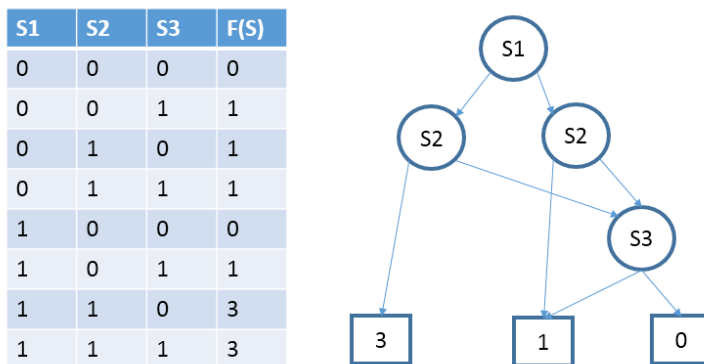 S1 S2 S3 F(S)
0 0 0 0
0 0 1 1
0 1 0 1
0 1 1 1
1 0 0 0
1 0 1 1
1 1 0 3
1 1 1 3
S1
S2 S2
S3
3 1 0